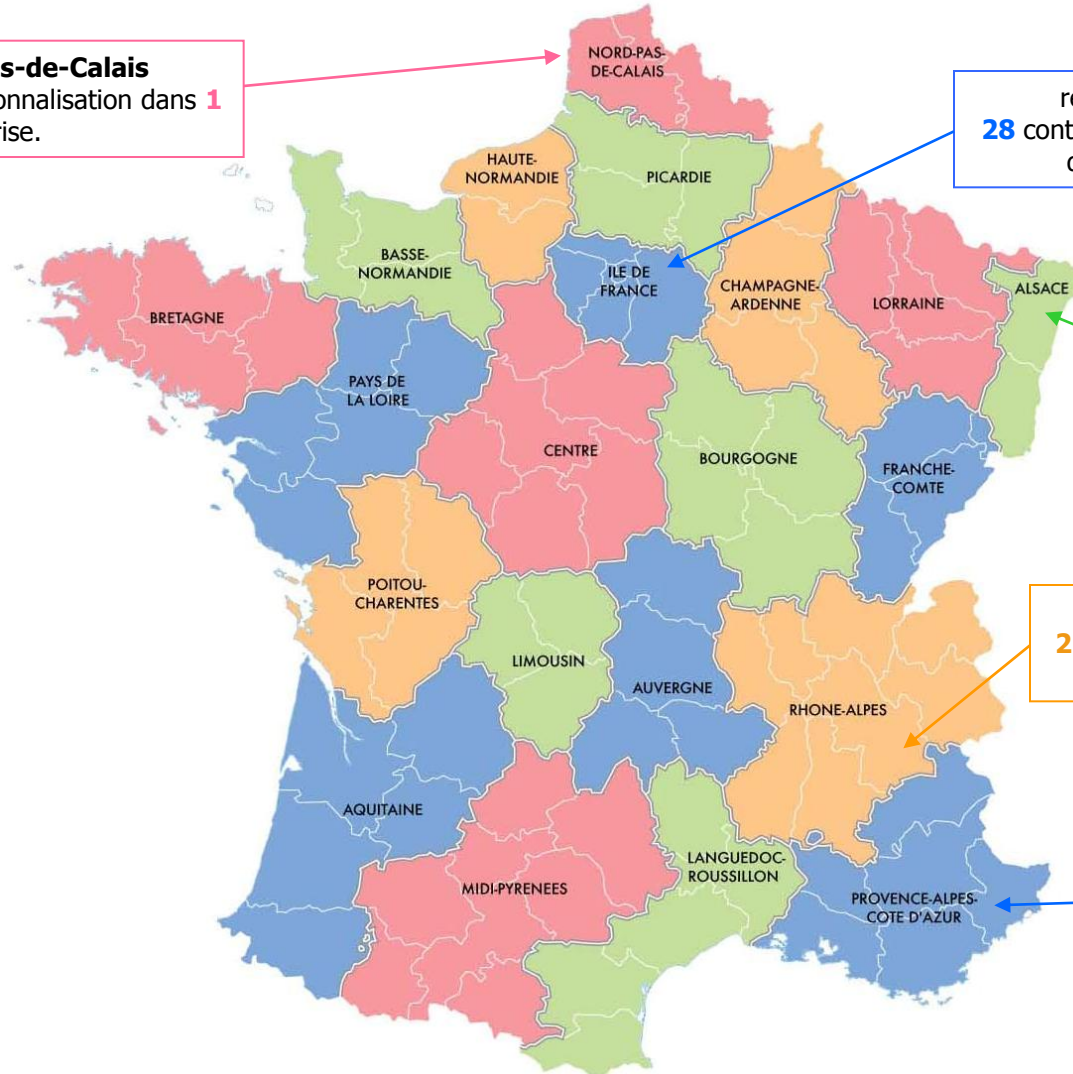 s-de-Calais
onnalisation dans 1
rise.
NORD-PAS-
DE-CALAIS
28 cont
HAUTE-
NORMANDIE
PICARDIE
BASSE-
NORMANDIE
ILE DE
FRANCE
CHAMPAGNE-
ARDENNE
LORRAINE
ALSACE
BRETAGNE
PAYS DE
LA LOIRE
CENTRE
BOURGOGNE
FRANCHE-
COMTE
POITOU-
CHARENTES
LIMOUSIN
AUVERGNE
RHONE-ALPES
2
AQUITAINE
MIDI-PYRENEES
LANGUEDOC-
ROUSSILLON
PROVENCE-ALPES-
COTE D'AZUR